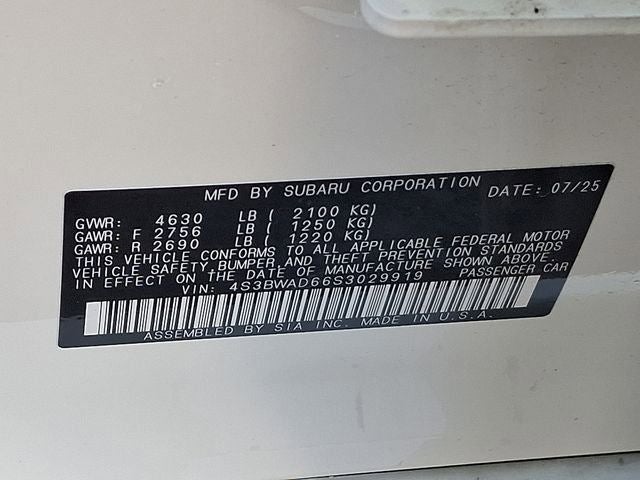 MFD BY SUBARU CORPORATION DATE: 07/25
GVWR: 4630 LB ( 2100 KG)
GAWR: F 2756 LB ( 1250 KG)
GAWR: R 2690 LB ( 1220 KG)
THIS VEHICLE CONFORMS TO ALL APPLICABLE FEDERAL MOTOR
VEHICLE SAFETY, BUMPER, AND THEFT PREVENTION STANDARDS
IN EFFECT ON THE DATE OF MANUFACTURE SHOWN ABOVE.
VIN: 4S3BWAD66S3029919 PASSENGER CAR
ASSEMBLED BY SIA INC. MADE IN U.S.A.